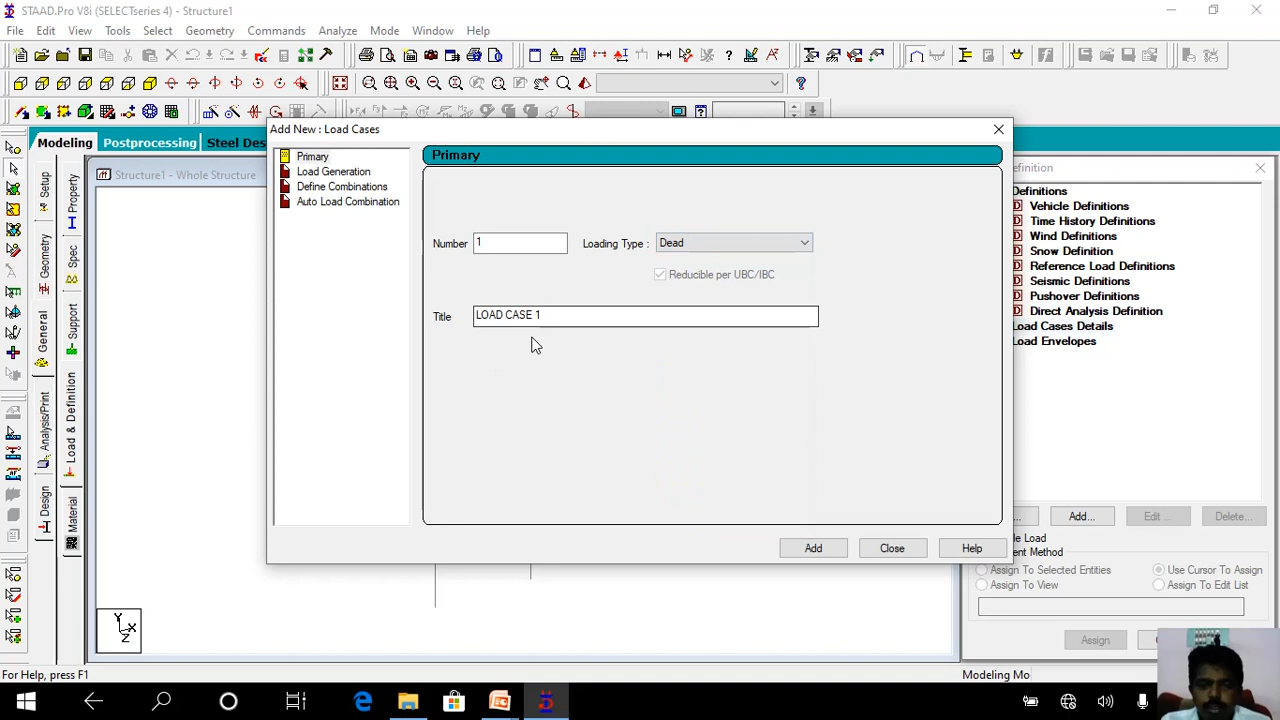 STAAD.Pro V8i (SELECTseries 4) - Structure1
File Edit View Tools Select Geometry Commands Analyze Mode Window Help
Modeling Postprocessing Steel Des
Add New : Load Cases
Structure1 - Whole Structure
Setup
Geometry
General
Analysis/Print
Design
Property
Spec
Support
Load & Definition
Material
Primary
Load Generation
Define Combinations
Auto Load Combination
Primary
Number 1 Loading Type : Dead
Reducible per UBC/IBC
Title LOAD CASE 1
Add Close Help
efinition
Definitions
Vehicle Definitions
Time History Definitions
Wind Definitions
Snow Definition
Reference Load Definitions
Seismic Definitions
Pushover Definitions
Direct Analysis Definition
Load Cases Details
Load Envelopes
... Add... Edit ... Delete...
le Load
ent Method
Assign To Selected Entities Use Cursor To Assign
Assign To View Assign To Edit List
Assign
Y
X
Z
For Help, press F1
Modeling Mo